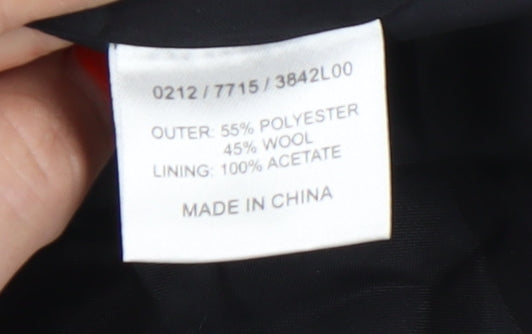 0212 / 7715 / 3842L00
OUTER: 55% POLYESTER
45% WOOL
LINING: 100% ACETATE
MADE IN CHINA